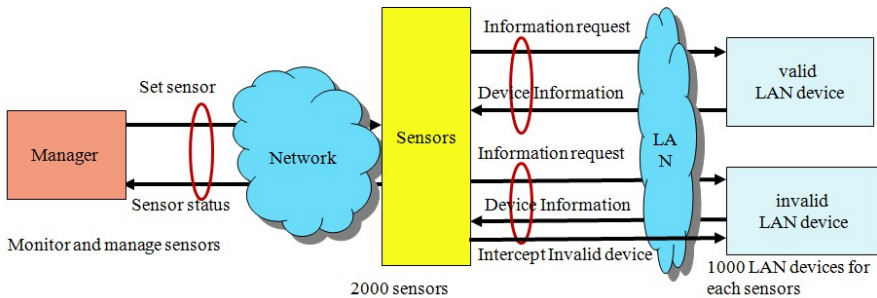 Information request
valid
LAN device
Set sensor
Device Information
Sensors
Manager
Network
LA
N
Information request
Sensor status
Device Information
invalid
LAN device
Monitor and manage sensors
Intercept Invalid device
1000 LAN devices for
each sensors
2000 sensors